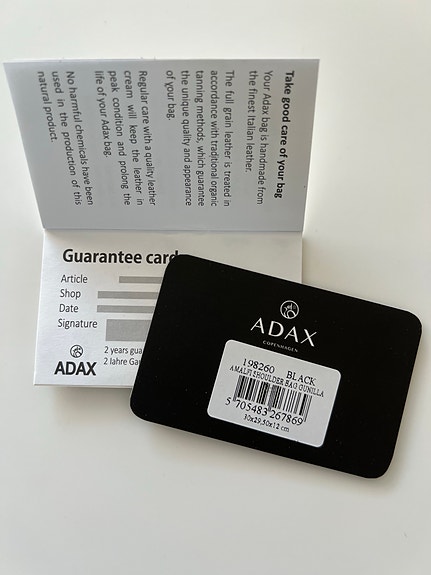 Take good care of your bag
Your Adax bag is handmade from
the finest Italian leather.
The full grain leather is treated in
accordance with traditional organic
tanning methods, which guarantee
the unique quality and appearance
of your bag.
Regular care with a quality leather
cream will keep the leather in
peak condition and prolong the
life of your Adax bag.
No harmful chemicals have been
used in the production of this
natural product.
Guarantee card
Article
Shop
Date
Signature
2 years gua
2 Jahre Ga
ADAX
ADAX
COPENHAGEN
198260 BLACK
AMALFI SHOULDER BAG GUNILLA
5 705483 267869
30x29,50x12 cm